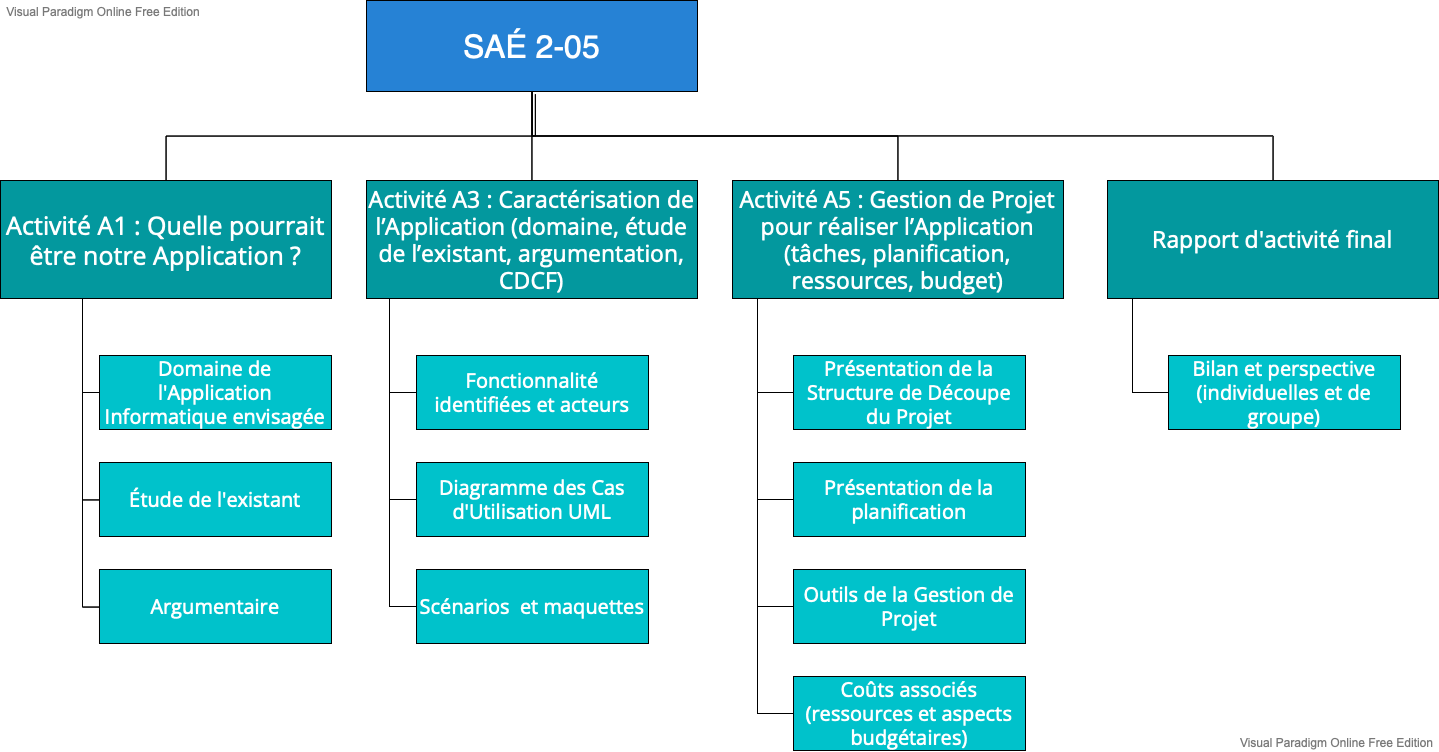 Visual Paradigm Online Free Edition
SAÉ 2-05
Activité A1 : Quelle pourrait
être notre Application ?
Activité A3 : Caractérisation de
l’Application (domaine, étude
de l’existant, argumentation,
CDCF)
Activité A5 : Gestion de Projet
pour réaliser l’Application
(tâches, planification,
ressources, budget)
Rapport d'activité final
Domaine de
l'Application
Informatique envisagée
Étude de l'existant
Argumentaire
Fonctionnalité
identifiées et acteurs
Diagramme des Cas
d'Utilisation UML
Scénarios  et maquettes
Présentation de la
Structure de Découpe
du Projet
Présentation de la
planification
Outils de la Gestion de
Projet
Coûts associés
(ressources et aspects
budgétaires)
Bilan et perspective
(individuelles et de
groupe)
Visual Paradigm Online Free Edition